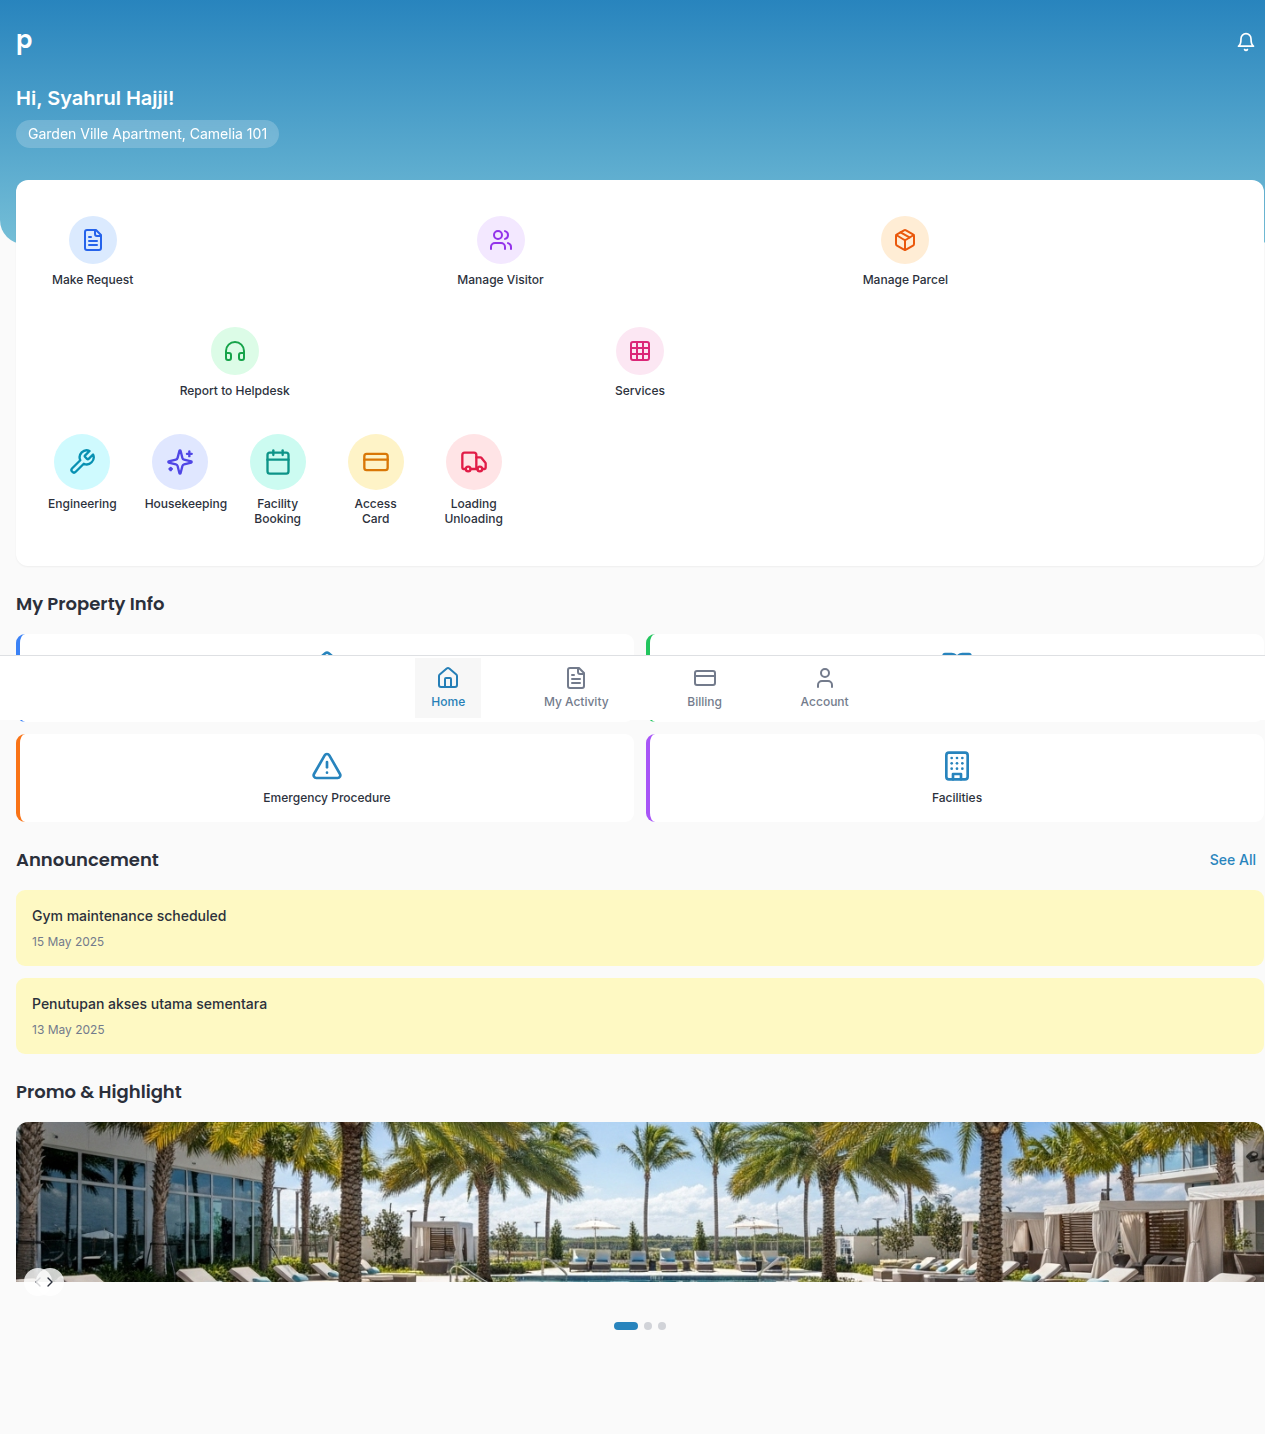 p
Hi, Syahrul Hajji!
Garden Ville Apartment, Camelia 101
Make Request
Manage Visitor
Manage Parcel
Report to Helpdesk
Services
Engineering
Housekeeping
Facility
Booking
Access
Card
Loading
Unloading
My Property Info
Home
My Activity
Billing
Account
Emergency Procedure
Facilities
Announcement
See All
Gym maintenance scheduled
15 May 2025
Penutupan akses utama sementara
13 May 2025
Promo & Highlight